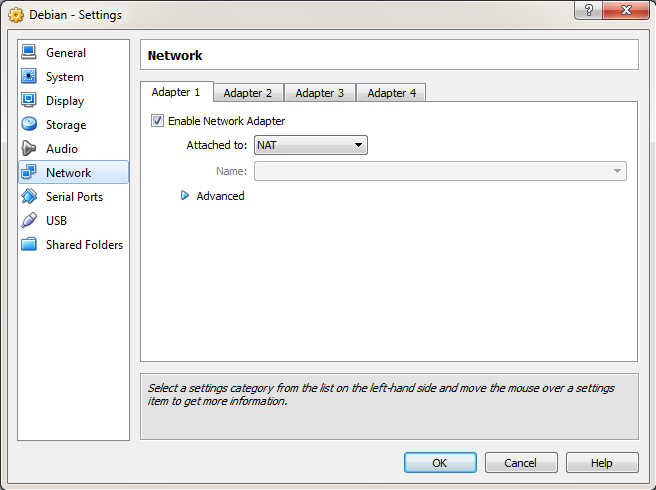 Debian - Settings
?
General
System
Display
Storage
Audio
Network
Serial Ports
USB
Shared Folders
Network
Adapter 1 Adapter 2 Adapter 3 Adapter 4
Enable Network Adapter
Attached to: NAT
Name:
Advanced
Select a settings category from the list on the left-hand side and move the mouse over a settings
item to get more information.
OK Cancel Help